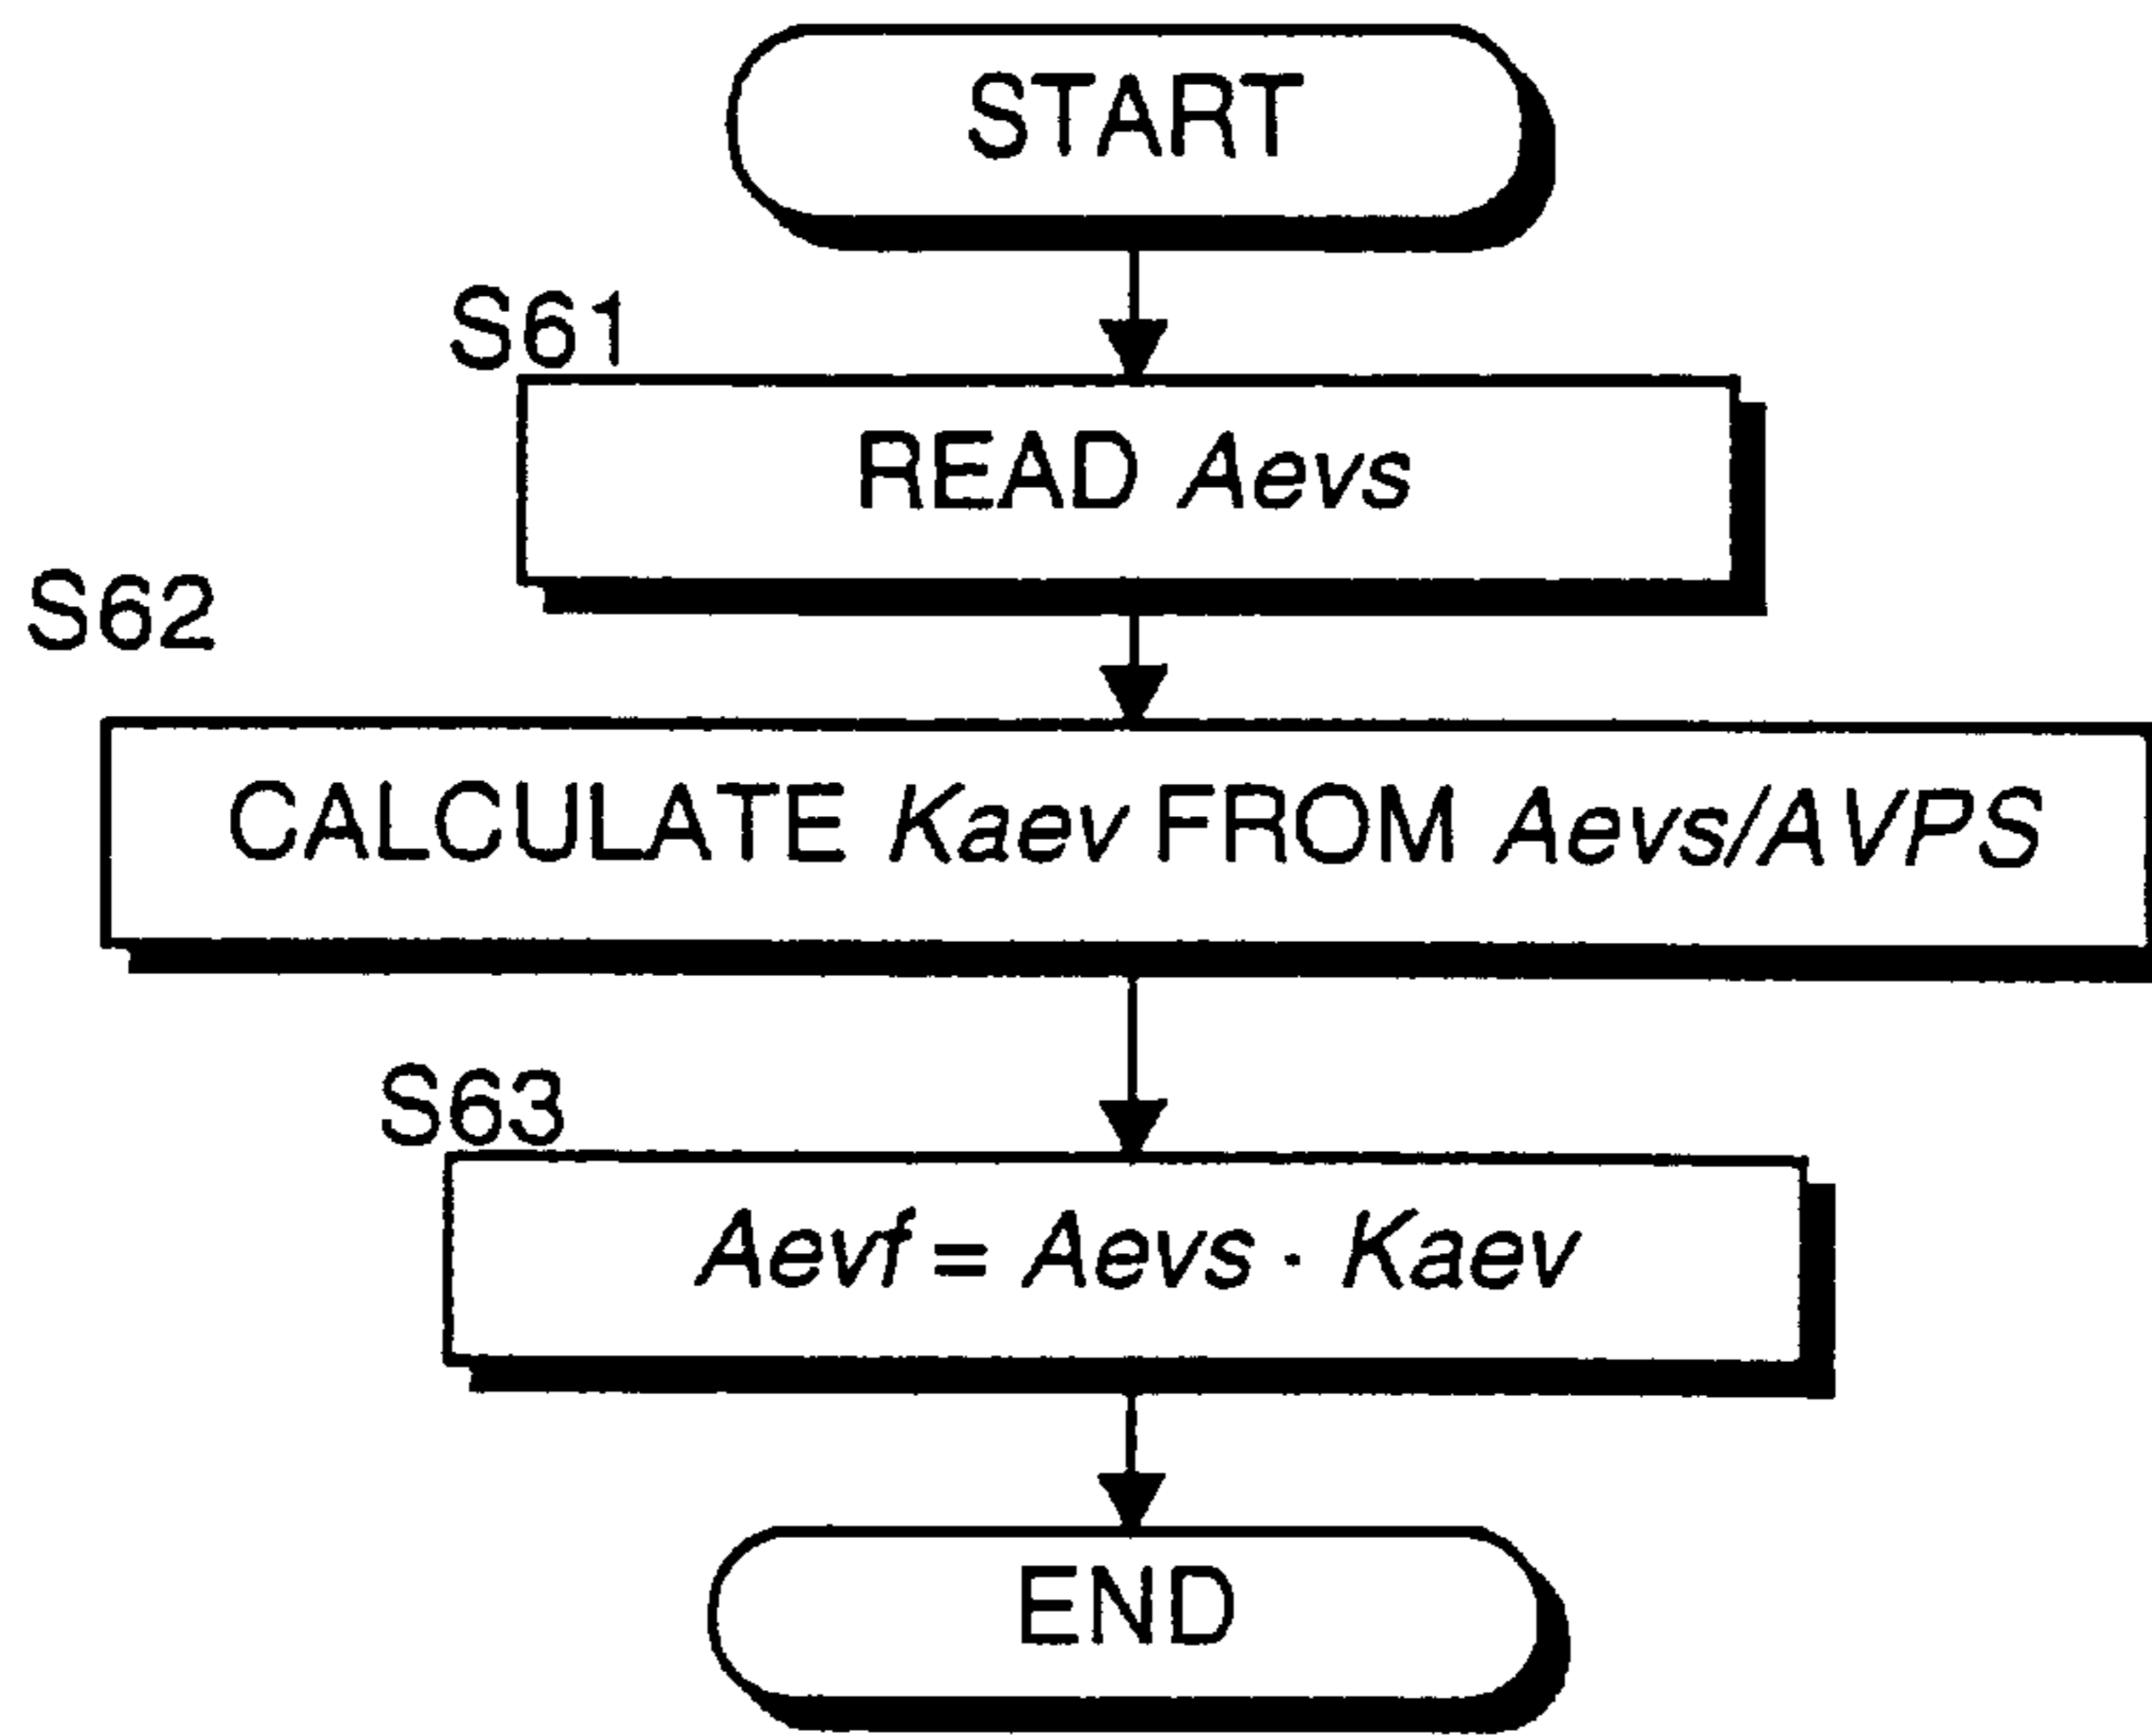 START
S61
READ Aevs
S62
CALCULATE Kaev FROM Aevs/AVPS
S63
Aevf = Aevs · Kaev
END